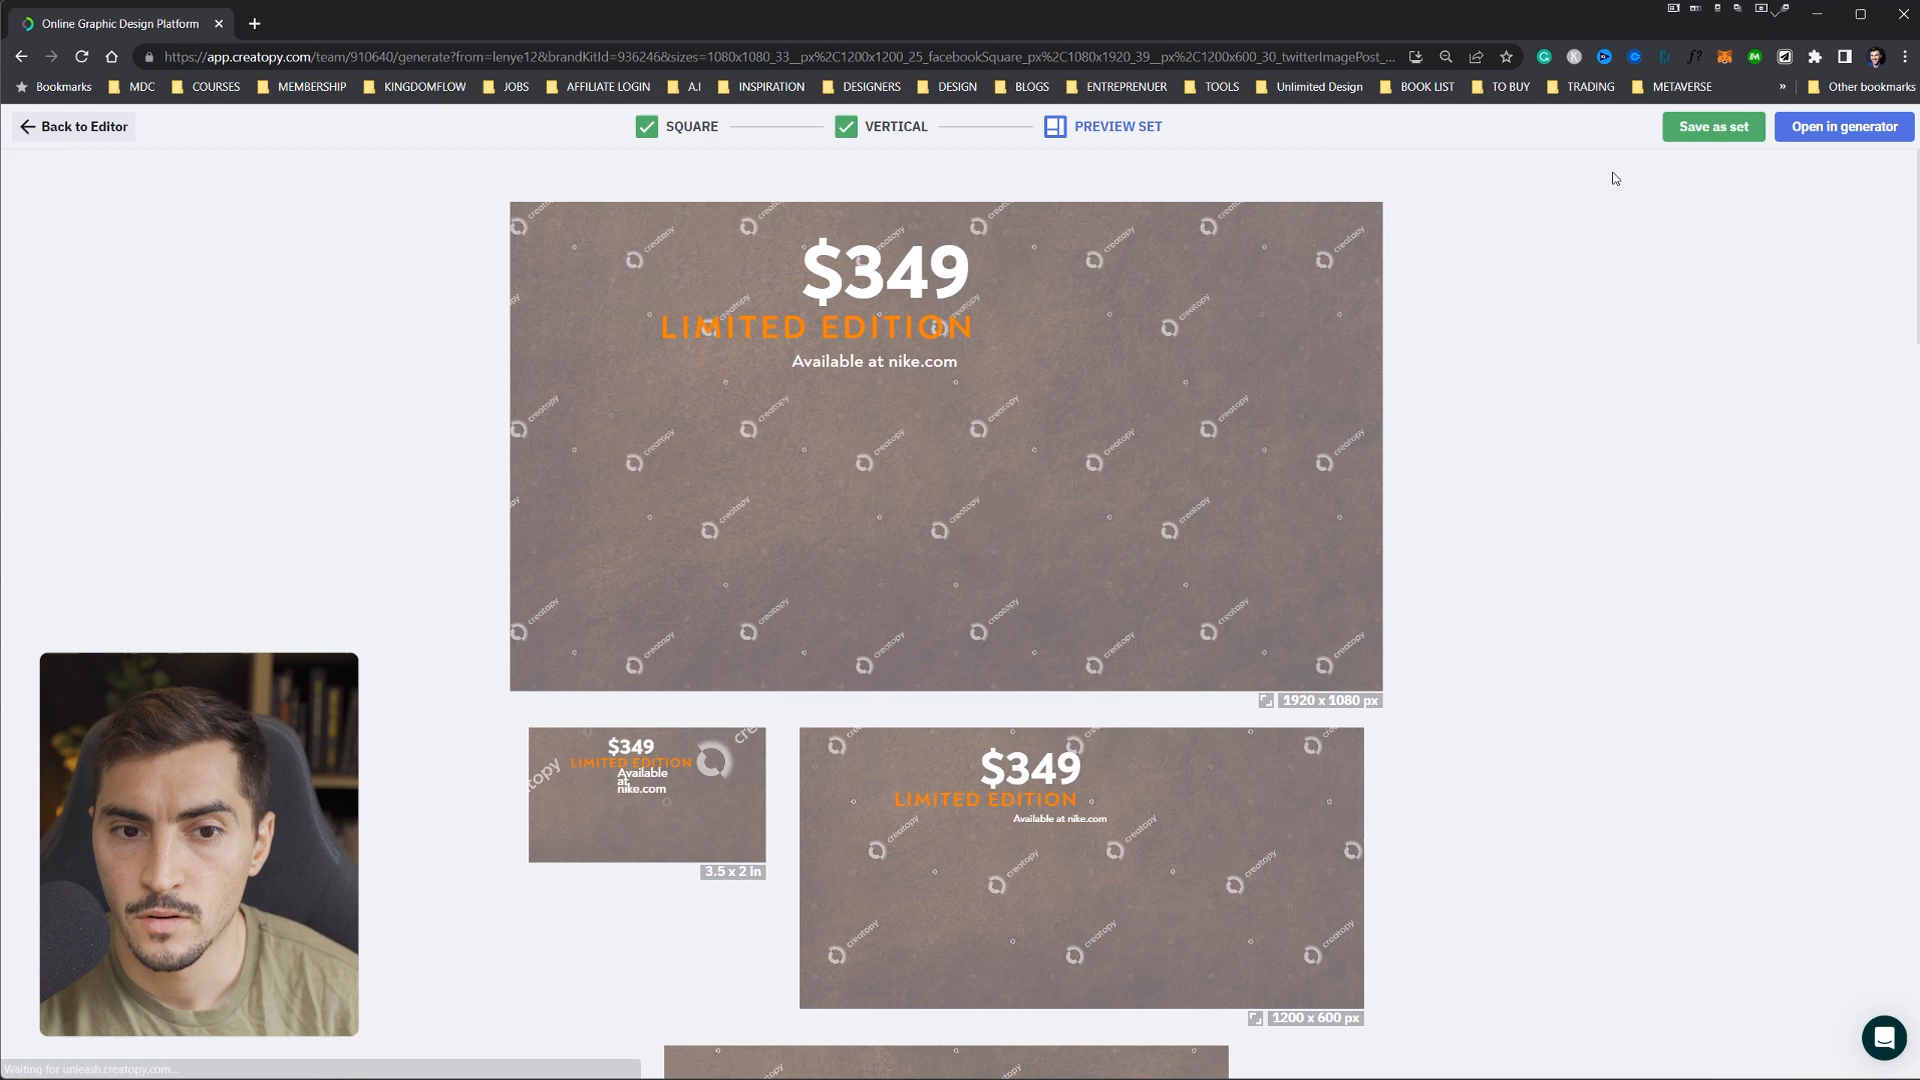 Online Graphic Design Platform
https://app.creatopy.com/team/910640/generate?from=lenye12&brandKitId=936246&sizes=1080x1080_33__px%2C1200x1200_25_facebookSquare_px%2C1080x1920_39__px%2C1200x600_30_twitterImagePost_...
Bookmarks MDC COURSES MEMBERSHIP KINGDOMFLOW JOBS AFFILIATE LOGIN A.I INSPIRATION DESIGNERS DESIGN BLOGS ENTREPRENUER TOOLS Unlimited Design BOOK LIST TO BUY TRADING METAVERSE » Other bookmarks
Back to Editor SQUARE VERTICAL PREVIEW SET Save as set Open in generator
$349
LIMITED EDITION
Available at nike.com
creatopy
1920 x 1080 px
$349
LIMITED EDITION
Available
at
nike.com
3.5 x 2 in
$349
LIMITED EDITION
Available at nike.com
creatopy
1200 x 600 px
Waiting for unleash.creatopy.com...